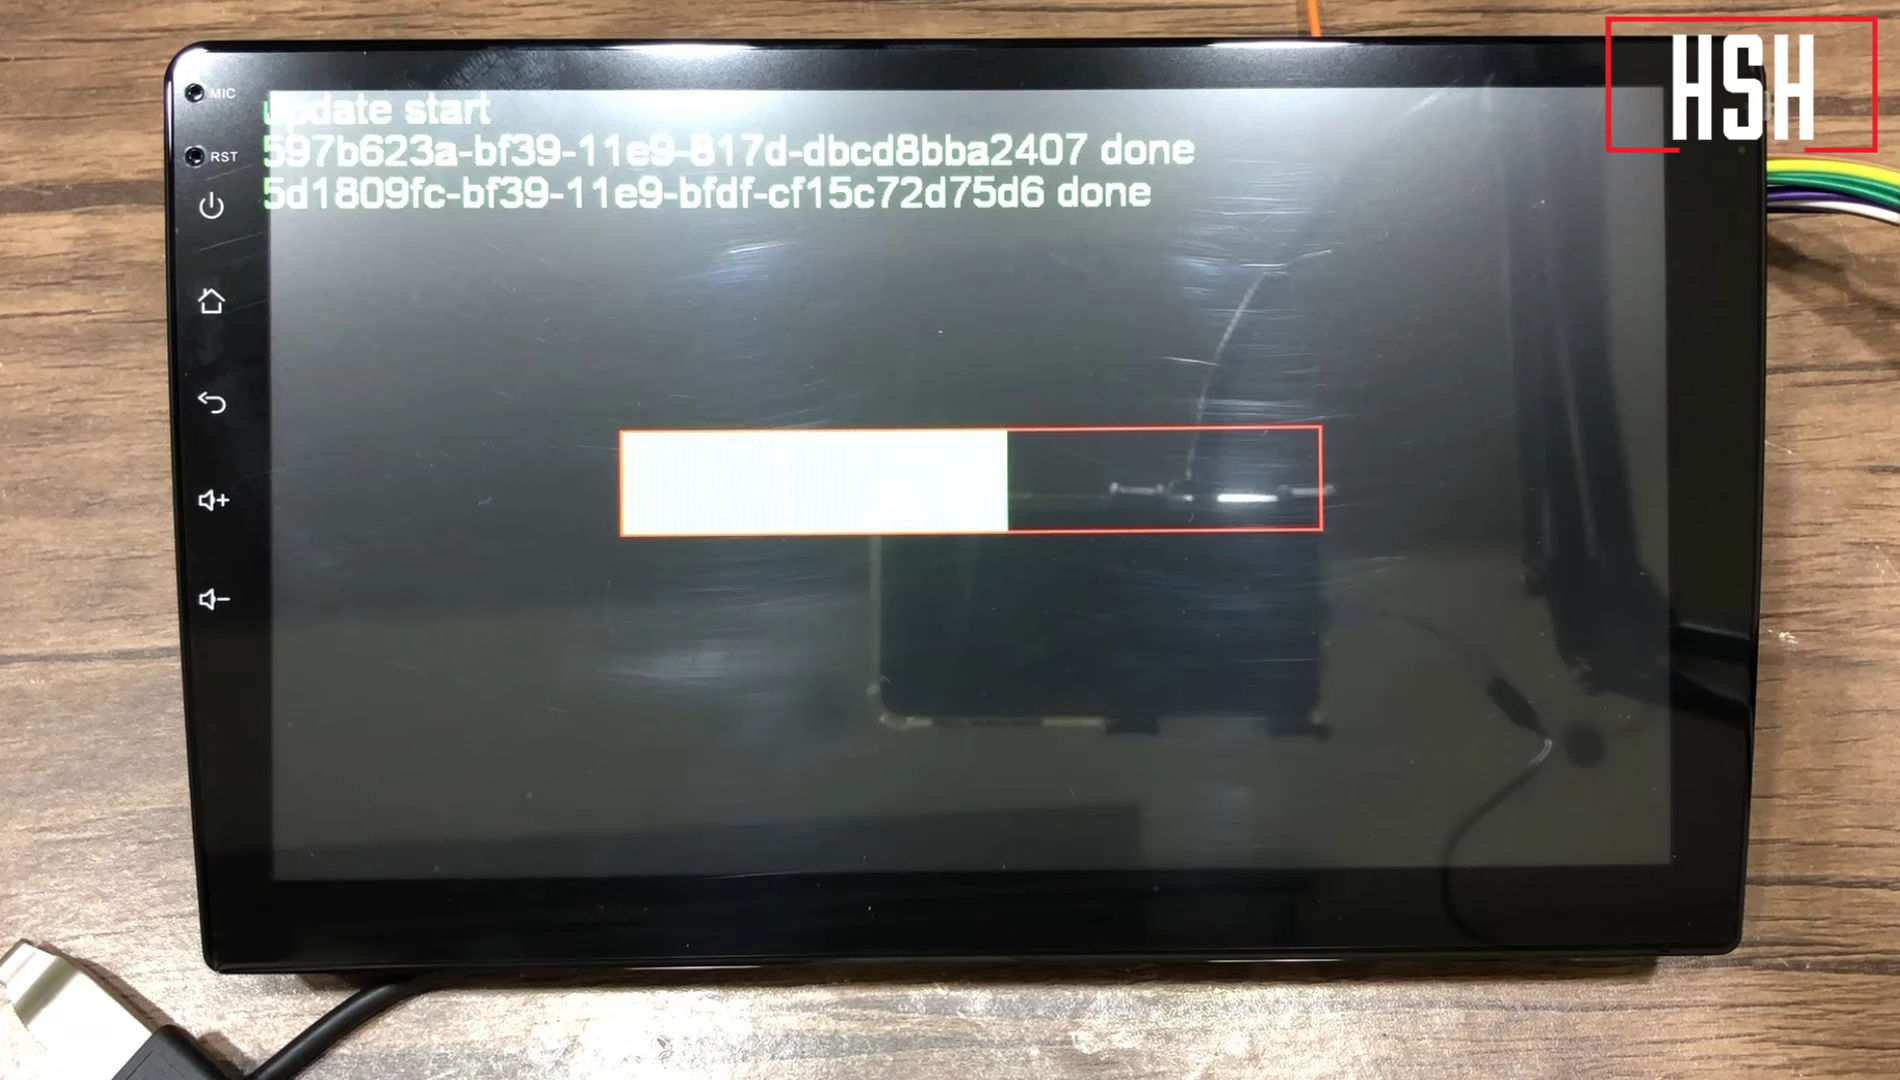 HSH
MIC
update start
597b623a-bf39-11e9-817d-dbcd8bba2407 done
RST
5d1809fc-bf39-11e9-bfdf-cf15c72d75d6 done